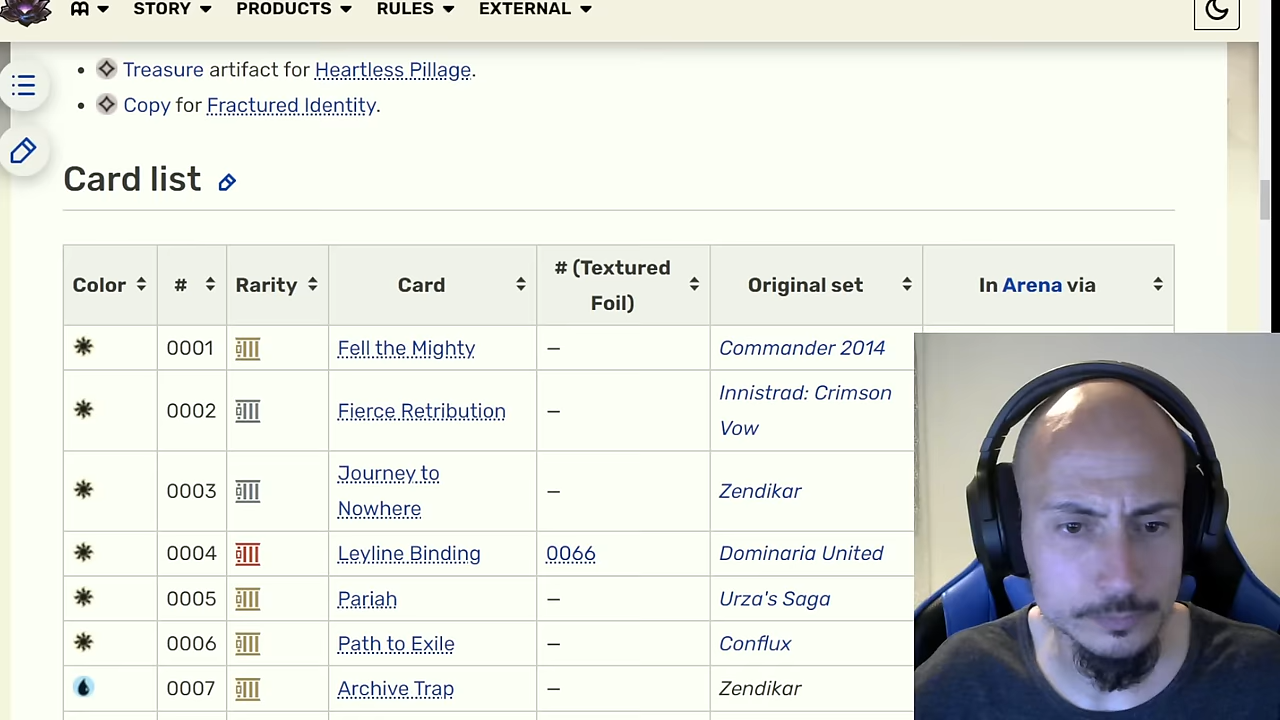 STORY PRODUCTS RULES EXTERNAL
Treasure artifact for Heartless Pillage.
Copy for Fractured Identity.
Card list
Color # Rarity Card # (Textured Foil) Original set In Arena via
0001 Fell the Mighty — Commander 2014
0002 Fierce Retribution — Innistrad: Crimson Vow
0003 Journey to Nowhere — Zendikar
0004 Leyline Binding 0066 Dominaria United
0005 Pariah — Urza's Saga
0006 Path to Exile — Conflux
0007 Archive Trap — Zendikar